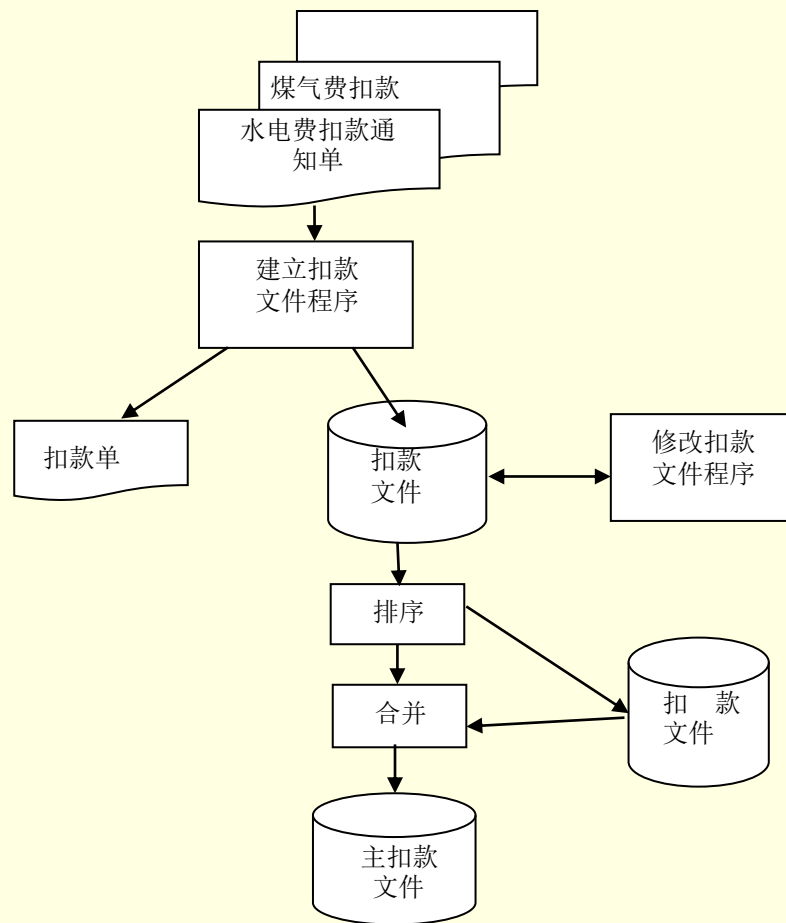 煤气费扣款
水电费扣款通
知单
建立扣款
文件程序
扣款单
扣款
文件
修改扣款
文件程序
排序
合并
扣　款
文件
主扣款
文件